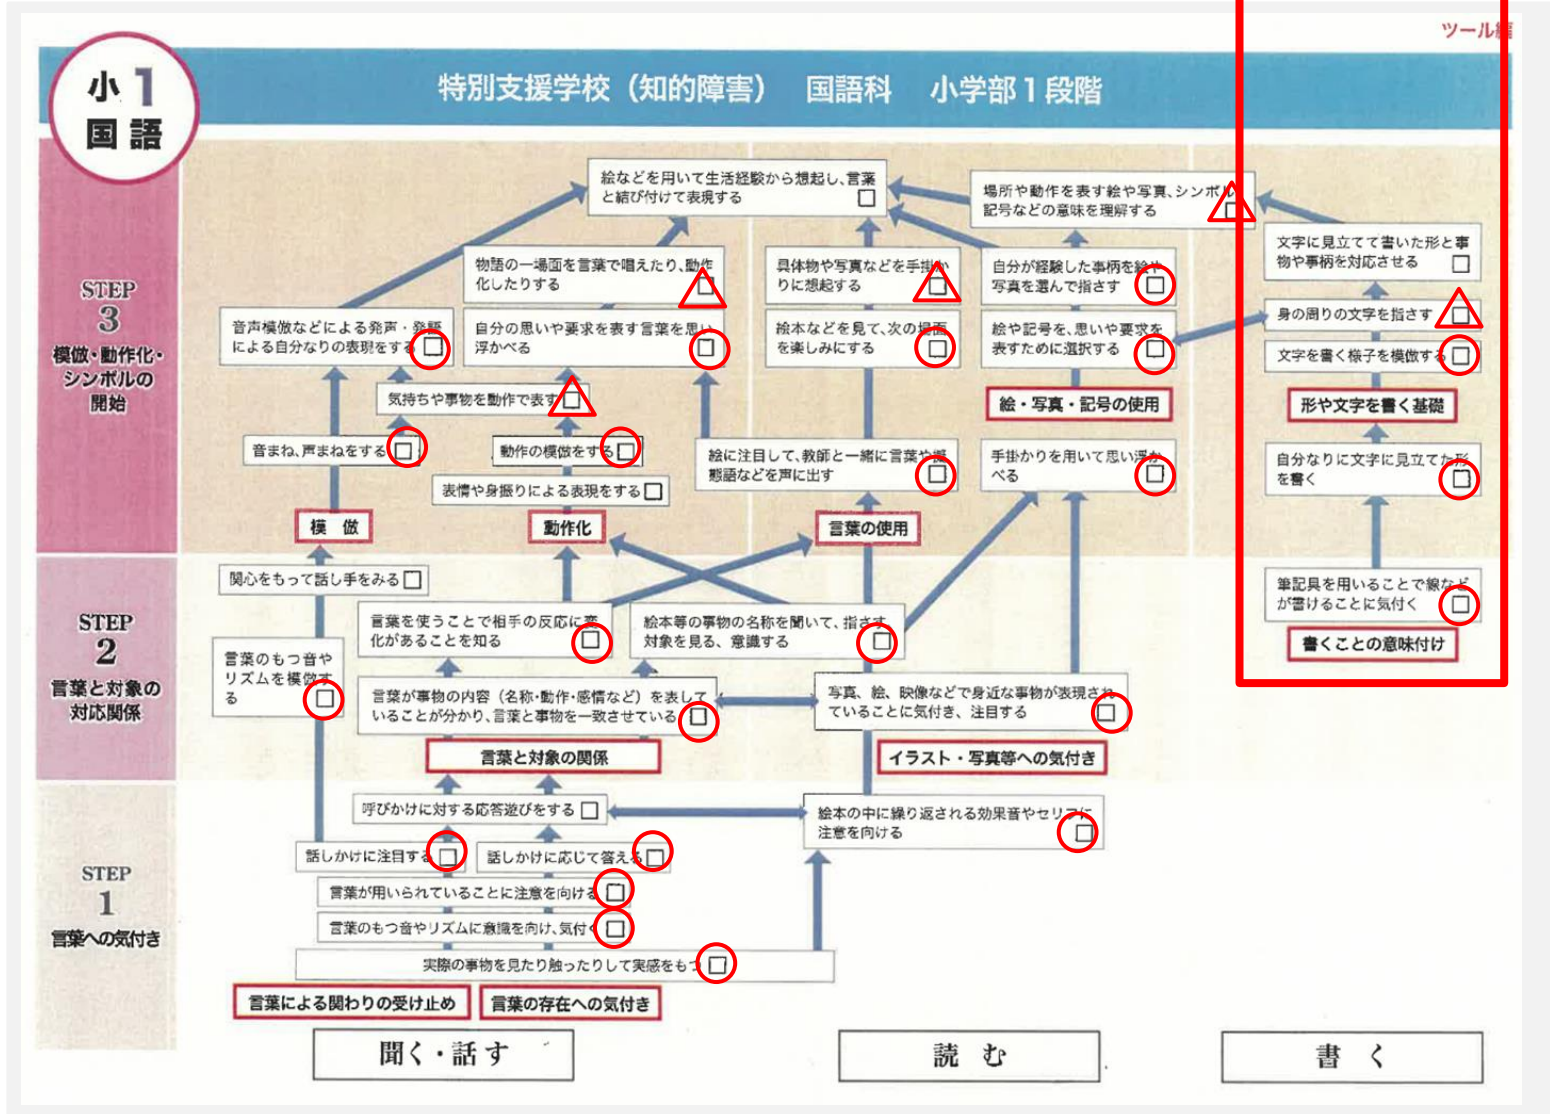 ツール編
小1
国語
特別支援学校（知的障害） 国語科 小学部1段階
STEP
3
模倣・動作化・
シンボルの
開始
絵などを用いて生活経験から想起し、言葉
と結び付けて表現する
場所や動作を表す絵や写真、シンボル、
記号などの意味を理解する
文字に見立てて書いた形と事
物や事柄を対応させる
物語の一場面を言葉で唱えたり、動作
化したりする
具体物や写真などを手掛か
りに想起する
自分が経験した事柄を絵や
写真を選んで指さす
身の周りの文字を指さす
音声模倣などによる発声・発語
による自分なりの表現をする
自分の思いや要求を表す言葉を思い
浮かべる
絵本などを見て、次の場面
を楽しみにする
絵や記号を、思いや要求を
表すために選択する
文字を書く様子を模倣する
気持ちや事物を動作で表す
絵・写真・記号の使用
形や文字を書く基礎
音まね、声まねをする
動作の模倣をする
絵に注目して、教師と一緒に言葉や擬
態語などを声に出す
手掛かりを用いて思い浮か
べる
自分なりに文字に見立てた形
を書く
表情や身振りによる表現をする
模 倣
動作化
言葉の使用
STEP
2
言葉と対象の
対応関係
関心をもって話し手をみる
言葉を使うことで相手の反応に変
化があることを知る
絵本等の事物の名称を聞いて、指さす、
対象を見る、意識する
筆記具を用いることで線など
が書けることに気付く
書くことの意味付け
言葉のもつ音や
リズムを模倣す
る
言葉が事物の内容（名称・動作・感情など）を表して
いることが分かり、言葉と事物を一致させている
写真、絵、映像などで身近な事物が表現され
ていることに気付き、注目する
言葉と対象の関係
イラスト・写真等への気付き
STEP
1
言葉への気付き
呼びかけに対する応答遊びをする
絵本の中に繰り返される効果音やセリフに
注意を向ける
話しかけに注目する
話しかけに応じて答える
言葉が用いられていることに注意を向ける
言葉のもつ音やリズムに意識を向け、気付く
実際の事物を見たり触ったりして実感をもつ
言葉による関わりの受け止め
言葉の存在への気付き
聞く・話す
読む
書く